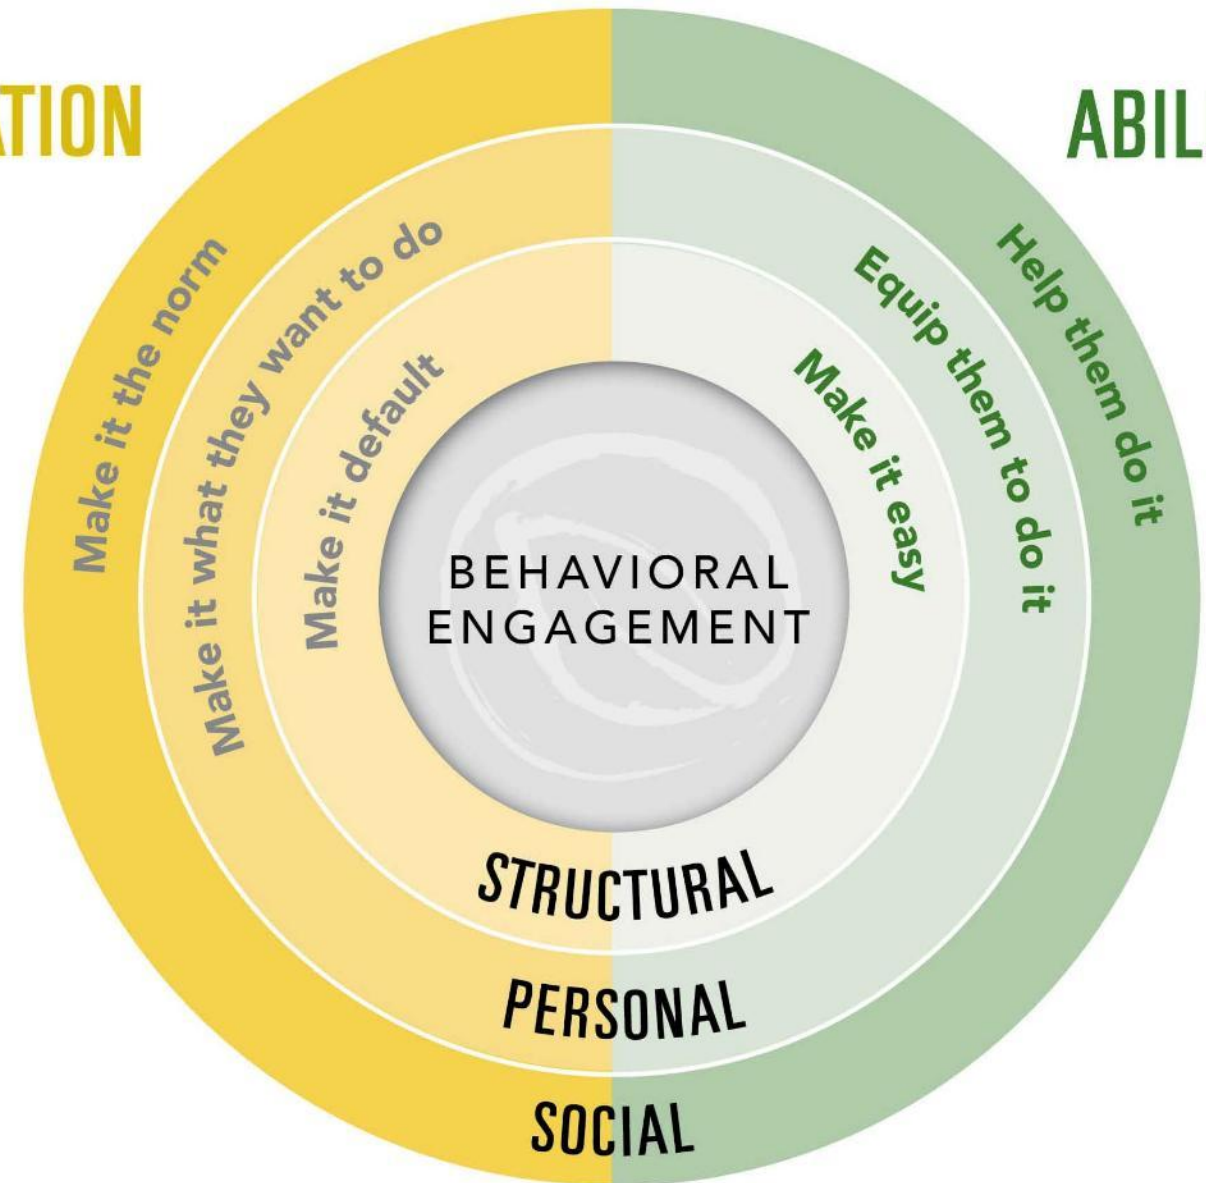 ATION
ABIL
Make it the norm
Make it what they want to do
Make it default
Make it easy
Equip them to do it
Help them do it
BEHAVIORAL
ENGAGEMENT
STRUCTURAL
PERSONAL
SOCIAL